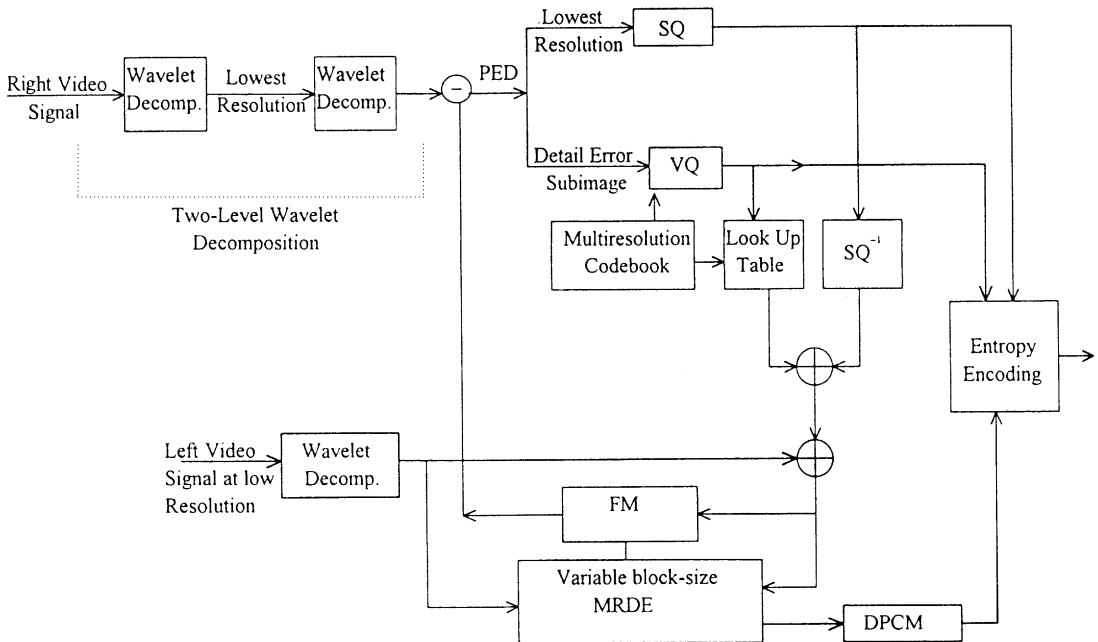 Lowest
Resolution
SQ
Right Video
Signal
Wavelet
Decomp.
Lowest
Resolution
Wavelet
Decomp.
−
PED
Detail Error
Subimage
VQ
Two-Level Wavelet
Decomposition
Multiresolution
Codebook
Look Up
Table
SQ⁻¹
Entropy
Encoding
Left Video
Signal at low
Resolution
Wavelet
Decomp.
FM
Variable block-size
MRDE
DPCM